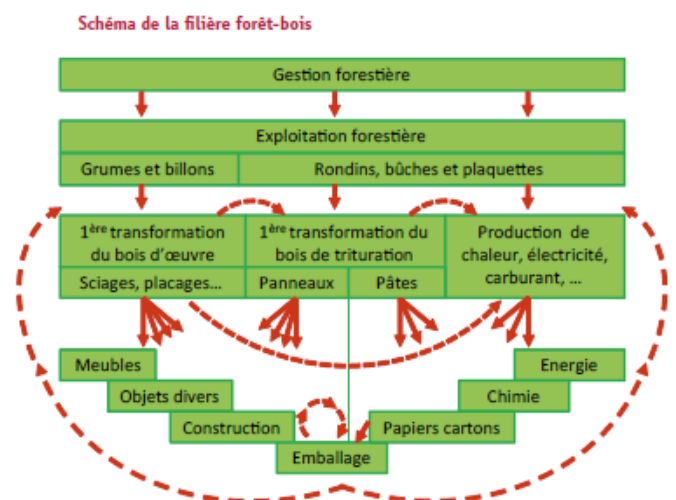 Schéma de la filière forêt-bois
Gestion forestière
Exploitation forestière
Grumes et billons
Rondins, bûches et plaquettes
1ère transformation
du bois d'œuvre
1ère transformation du
bois de trituration
Production de
chaleur, électricité,
carburant, ...
Sciages, placages...
Panneaux
Pâtes
Meubles
Energie
Objets divers
Chimie
Construction
Papiers cartons
Emballage